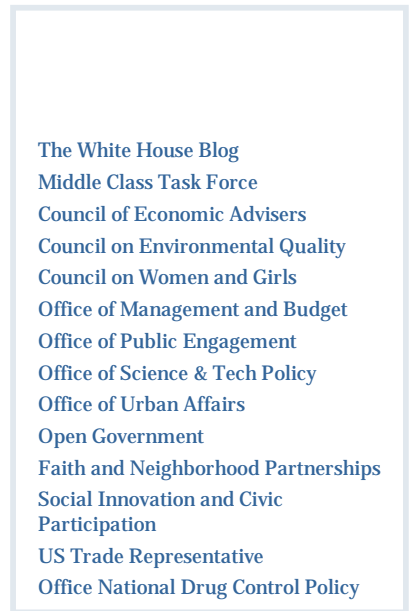 The White House Blog
Middle Class Task Force
Council of Economic Advisers
Council on Environmental Quality
Council on Women and Girls
Office of Management and Budget
Office of Public Engagement
Office of Science & Tech Policy
Office of Urban Affairs
Open Government
Faith and Neighborhood Partnerships
Social Innovation and Civic
Participation
US Trade Representative
Office National Drug Control Policy